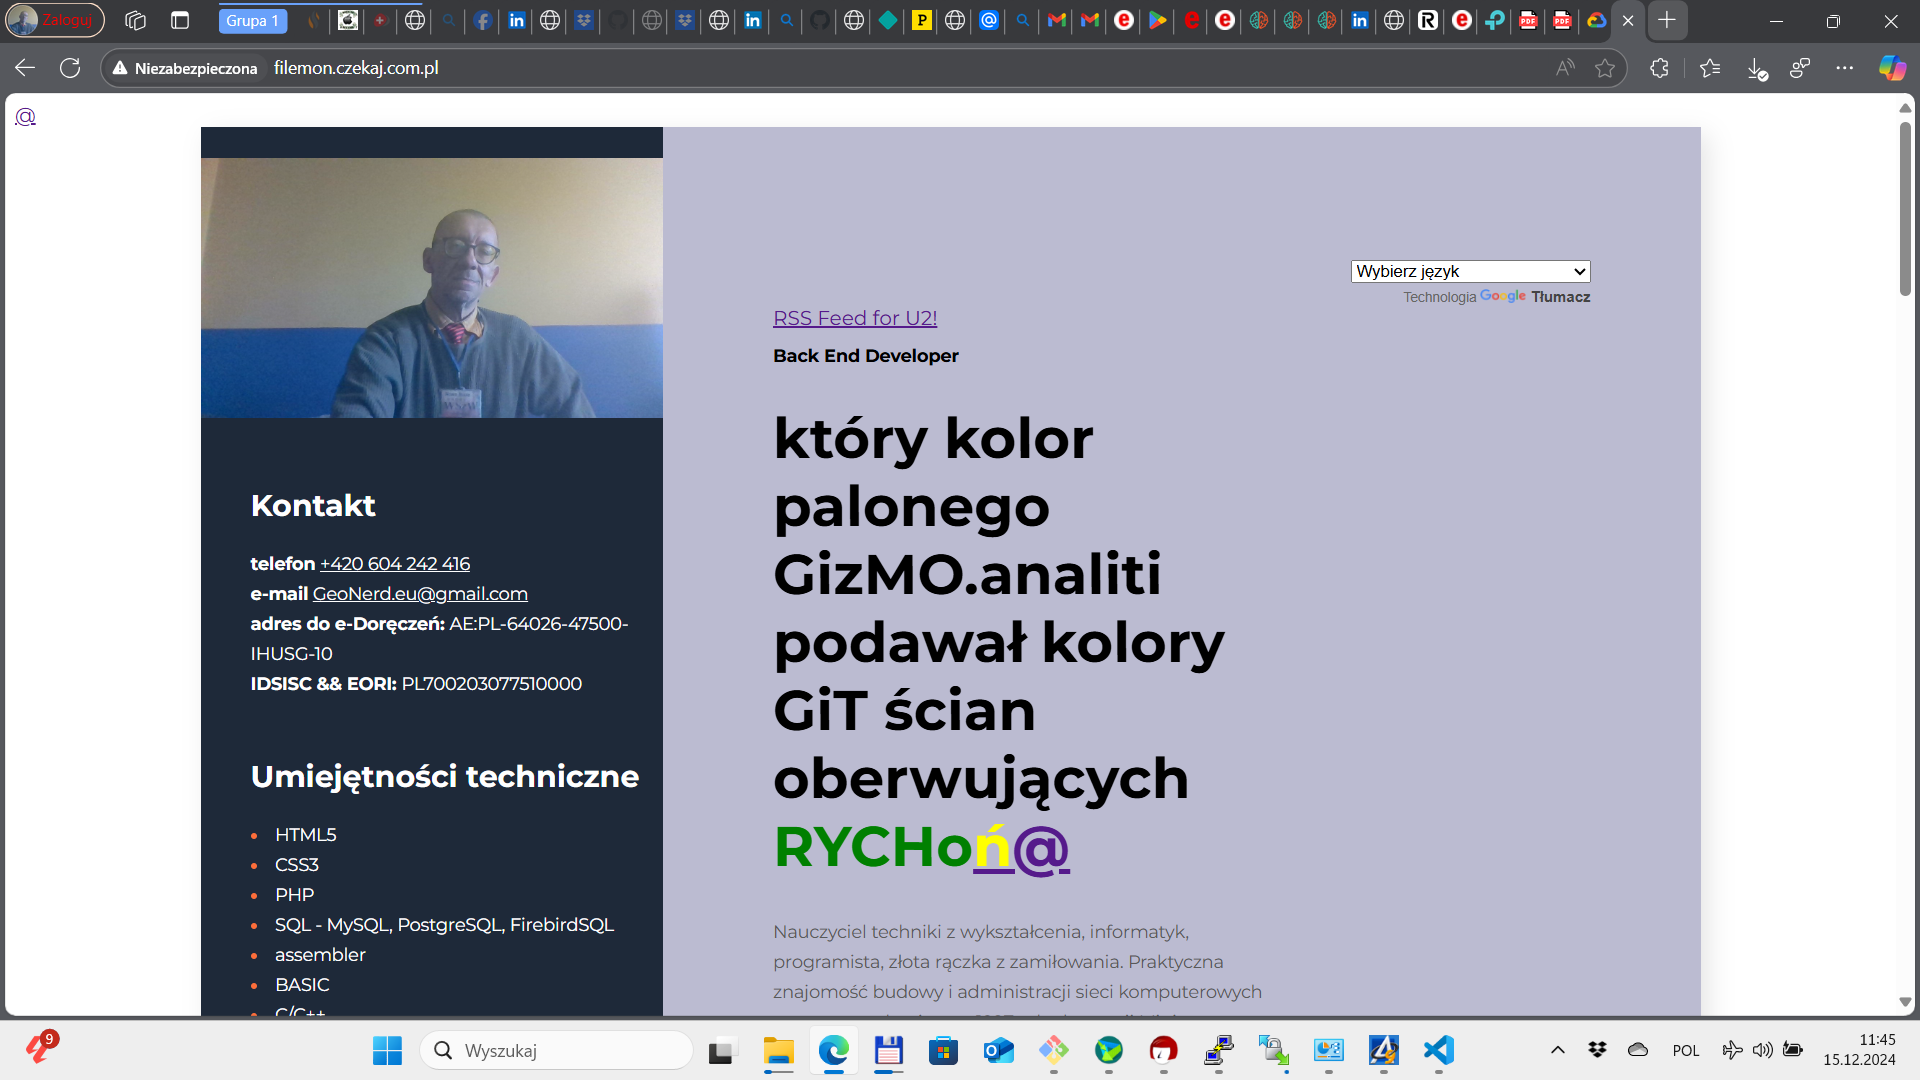 Zaloguj
Grupa 1
Niezabezpieczona
filemon.czekaj.com.pl
@
Kontakt
telefon +420 604 242 416
e-mail GeoNerd.eu@gmail.com
adres do e-Doręczeń: AE:PL-64026-47500-
IHUSG-10
IDSISC && EORI: PL700203077510000
Umiejętności techniczne
HTML5
CSS3
PHP
SQL - MySQL, PostgreSQL, FirebirdSQL
assembler
BASIC
C/C++
Wybierz język
Technologia Google Tłumacz
RSS Feed for U2!
Back End Developer
który kolor
palonego
GizMO.analiti
podawał kolory
GiT ścian
oberwujących
RYCHoń@
Nauczyciel techniki z wykształcenia, informatyk,
programista, złota rączka z zamiłowania. Praktyczna
znajomość budowy i administracji sieci komputerowych
9
Wyszukaj
POL
11:45
15.12.2024